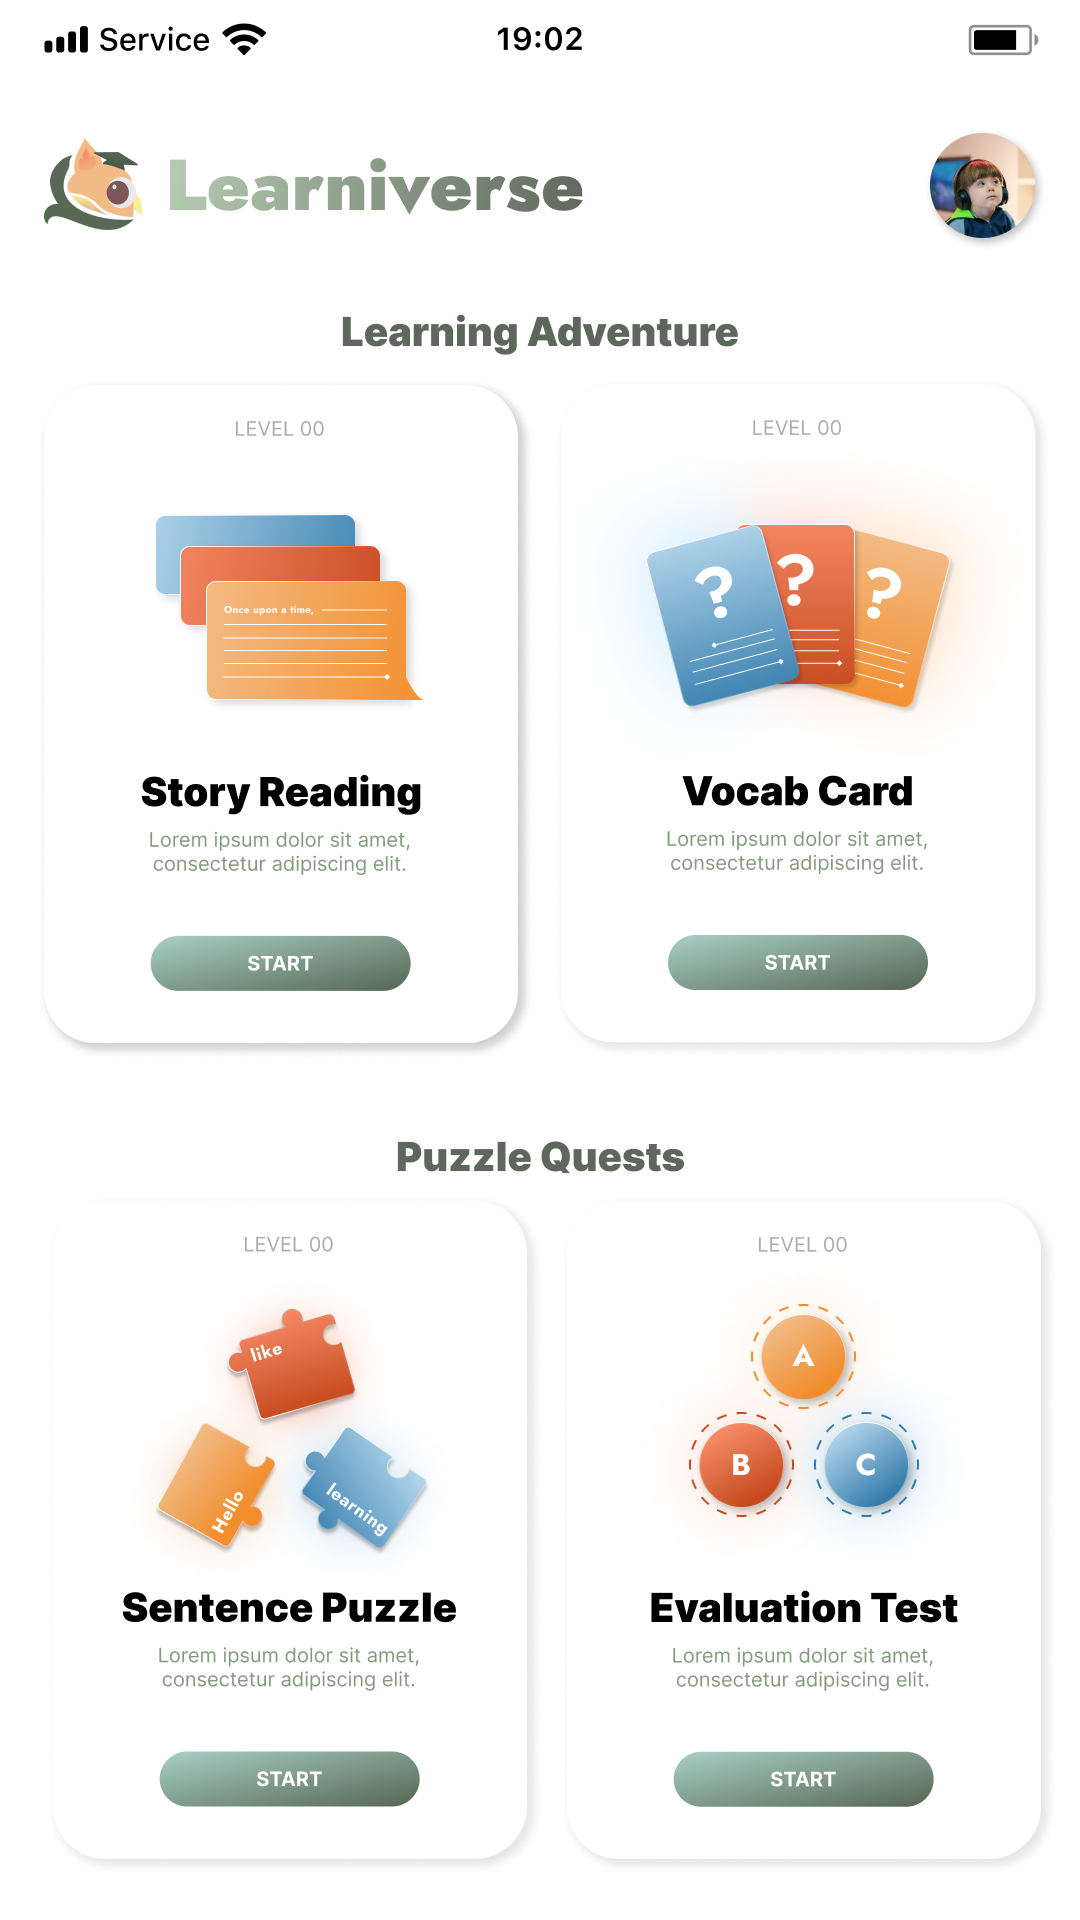 Service
19:02
Learniverse
Learning Adventure
LEVEL 00
Once upon a time,
Story Reading
Lorem ipsum dolor sit amet,
consectetur adipiscing elit.
START
LEVEL 00
? ? ?
Vocab Card
Lorem ipsum dolor sit amet,
consectetur adipiscing elit.
START
Puzzle Quests
LEVEL 00
like
Hello
learning
Sentence Puzzle
Lorem ipsum dolor sit amet,
consectetur adipiscing elit.
START
LEVEL 00
A
B
C
Evaluation Test
Lorem ipsum dolor sit amet,
consectetur adipiscing elit.
START